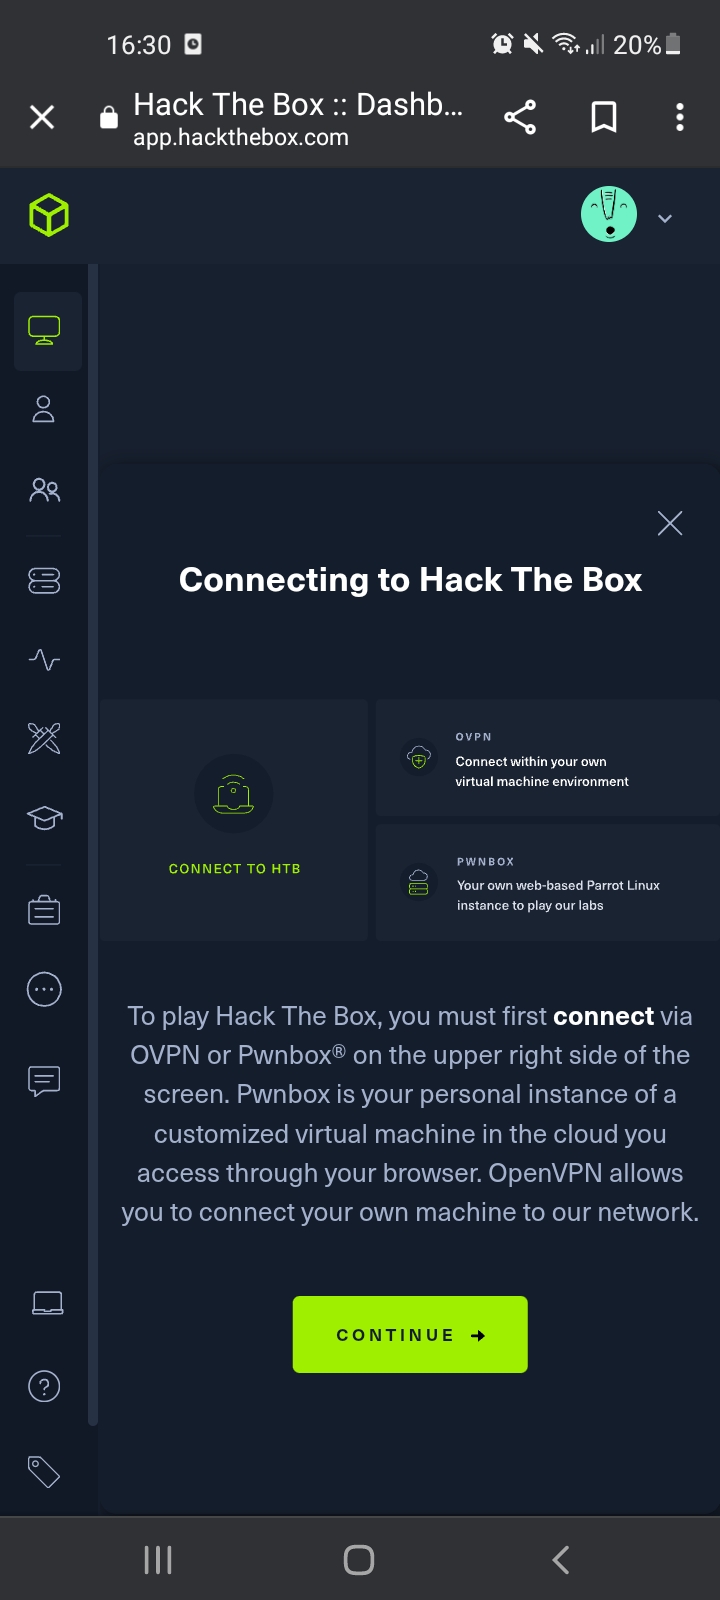 16:30
20%
Hack The Box :: Dashb...
app.hackthebox.com
Connecting to Hack The Box
CONNECT TO HTB
OVPN
Connect within your own
virtual machine environment
PWNBOX
Your own web-based Parrot Linux
instance to play our labs
To play Hack The Box, you must first connect via
OVPN or Pwnbox® on the upper right side of the
screen. Pwnbox is your personal instance of a
customized virtual machine in the cloud you
access through your browser. OpenVPN allows
you to connect your own machine to our network.
CONTINUE